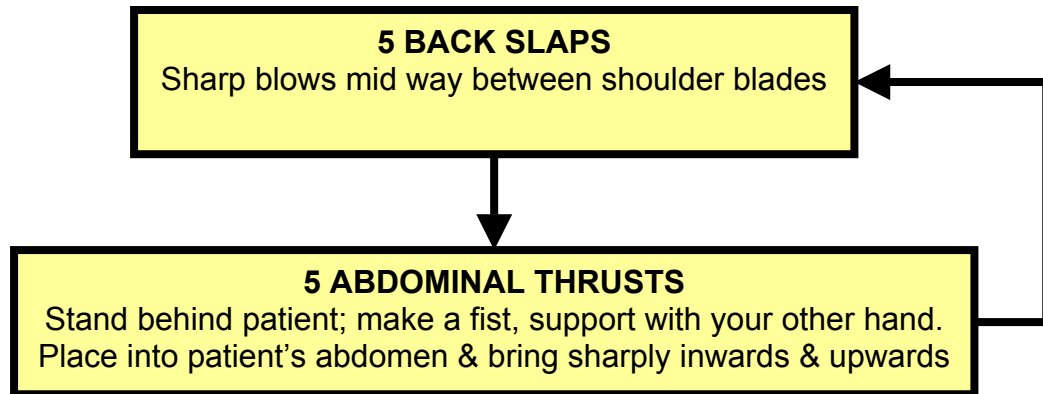 5 BACK SLAPS
Sharp blows mid way between shoulder blades
5 ABDOMINAL THRUSTS
Stand behind patient; make a fist, support with your other hand.
Place into patient's abdomen & bring sharply inwards & upwards